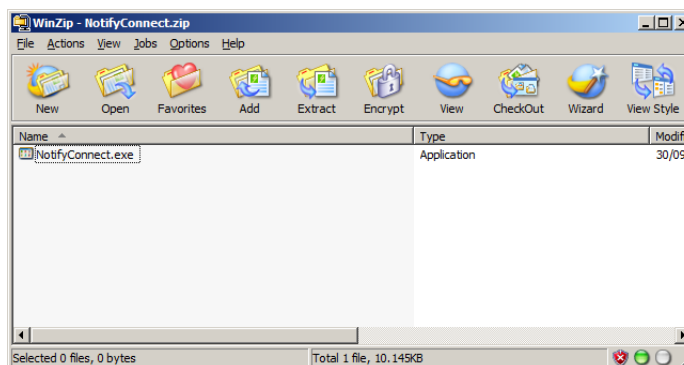 WinZip - NotifyConnect.zip
File Actions View Jobs Options Help
New Open Favorites Add Extract Encrypt View CheckOut Wizard View Style
Name Type Modif
NotifyConnect.exe Application 30/09
Selected 0 files, 0 bytes Total 1 file, 10.145KB